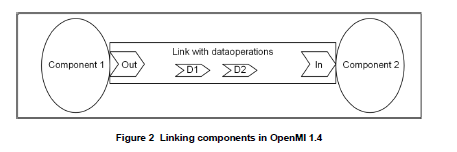 Link with dataoperations
Component 1
Out
D1
D2
In
Component 2
Figure 2 Linking components in OpenMI 1.4